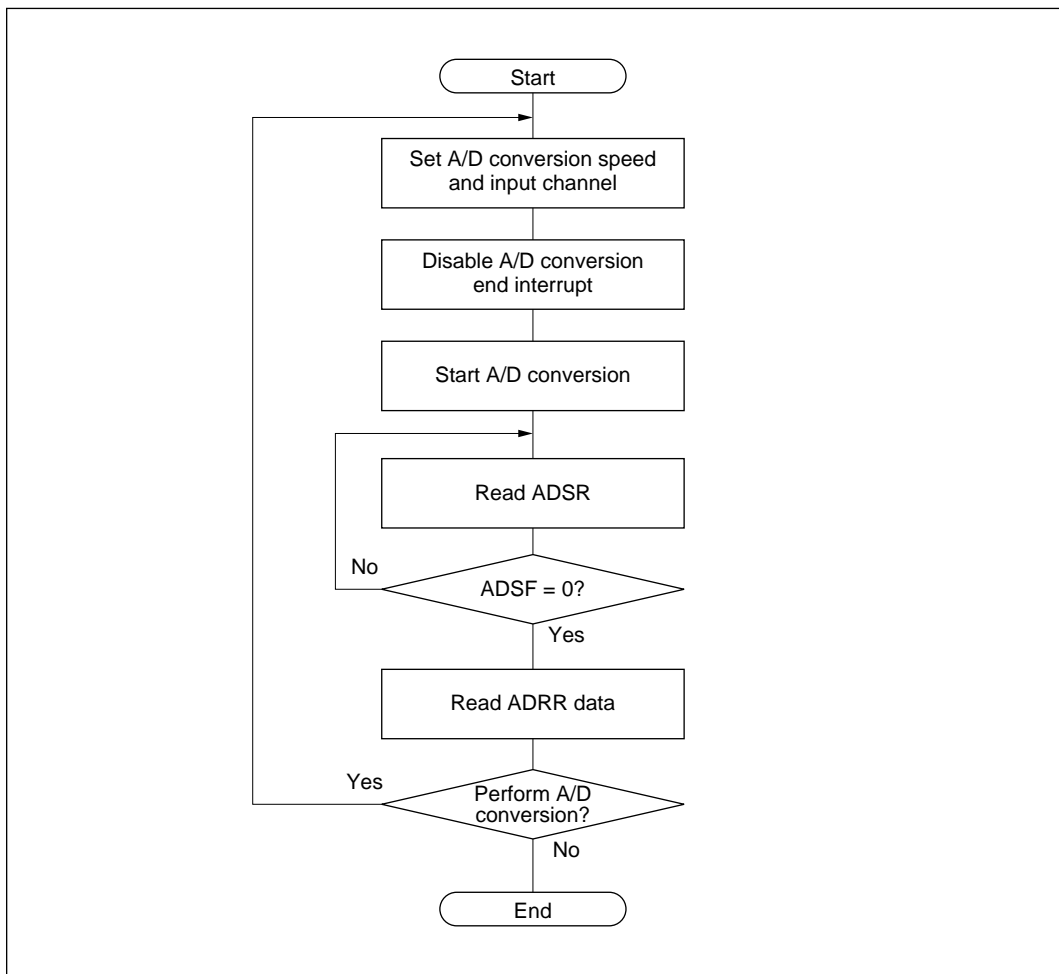 Start
Set A/D conversion speed
and input channel
Disable A/D conversion
end interrupt
Start A/D conversion
Read ADSR
No
ADSF = 0?
Yes
Read ADRR data
Yes
Perform A/D
conversion?
No
End